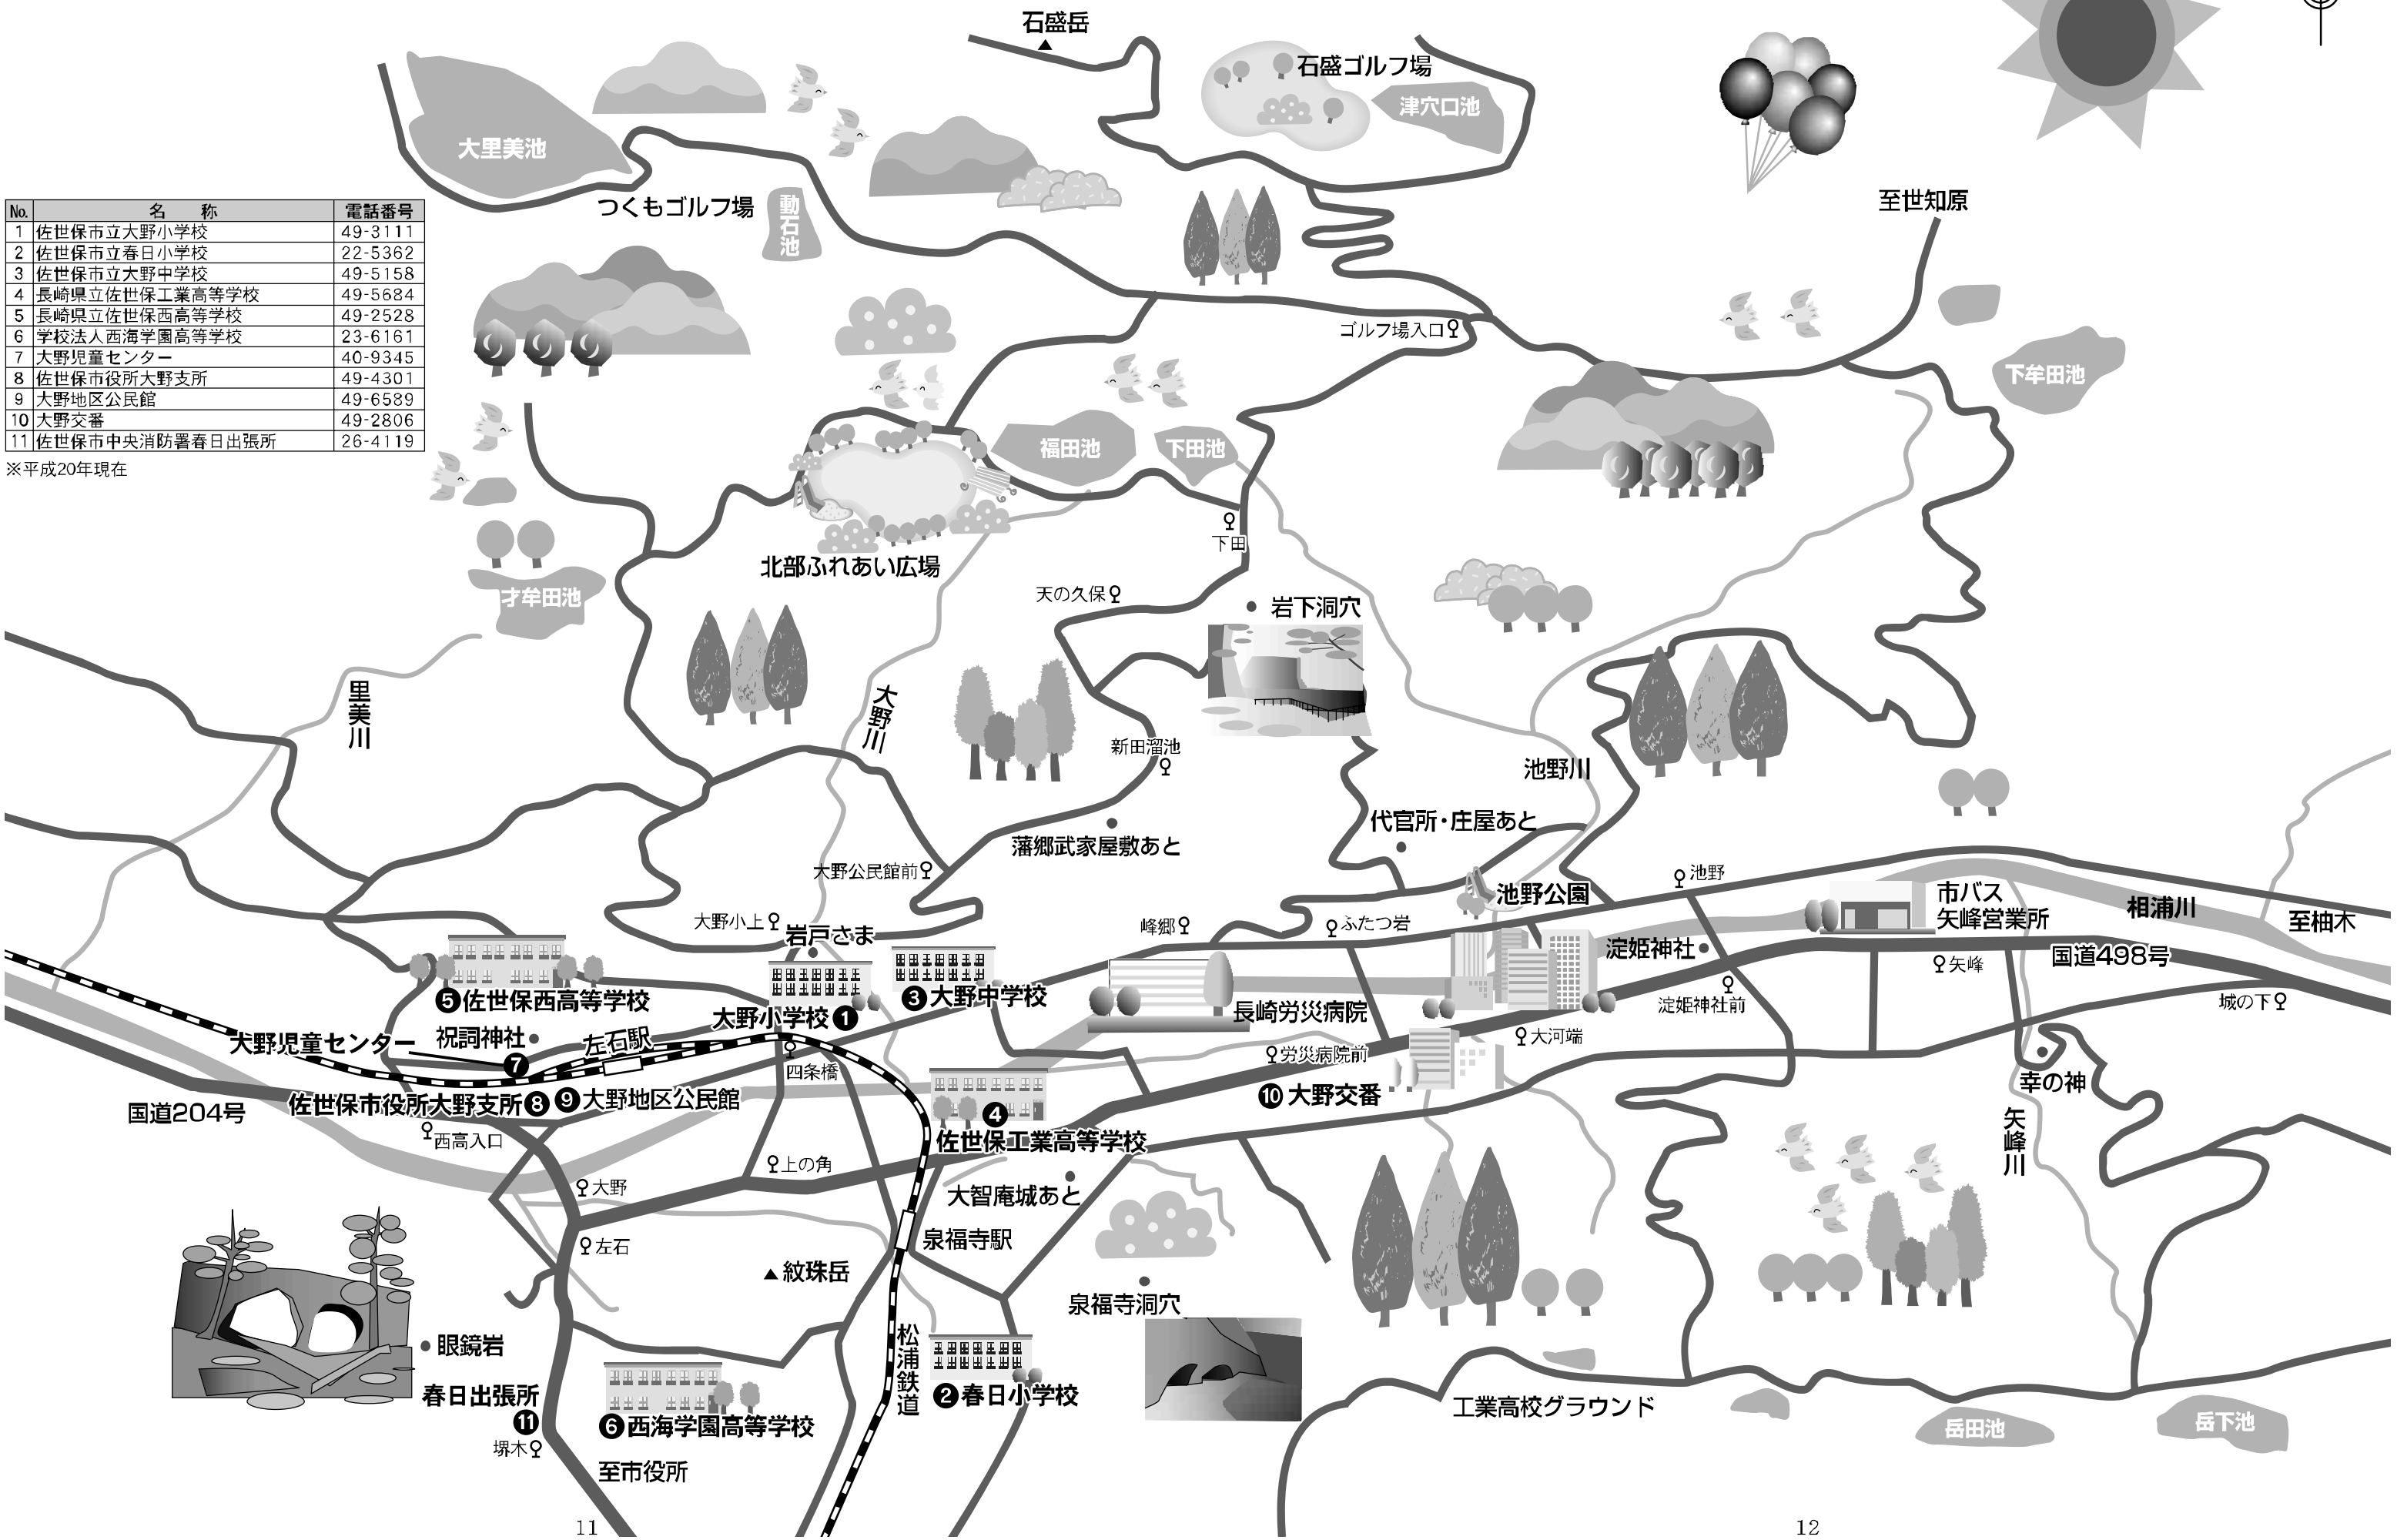 石盛岳
石盛ゴルフ場
津穴口池
大里美池
つくもゴルフ場
動石池
至世知原
No. 名　称 電話番号
1 佐世保市立大野小学校 49-3111
2 佐世保市立春日小学校 22-5362
3 佐世保市立大野中学校 49-5158
4 長崎県立佐世保工業高等学校 49-5684
5 長崎県立佐世保西高等学校 49-2528
6 学校法人西海学園高等学校 23-6161
7 大野児童センター 40-9345
8 佐世保市役所大野支所 49-4301
9 大野地区公民館 49-6589
10 大野交番 49-2806
11 佐世保市中央消防署春日出張所 26-4119
※平成20年現在
ゴルフ場入口
下牟田池
福田池
下田池
下田
北部ふれあい広場
才牟田池
天の久保
岩下洞穴
里美川
大野川
新田溜池
池野川
代官所・庄屋あと
藩郷武家屋敷あと
大野公民館前
池野
池野公園
市バス
矢峰営業所
相浦川
至柚木
大野小上
岩戸さま
峰郷
ふたつ岩
淀姫神社
国道498号
矢峰
淀姫神社前
城の下
❺佐世保西高等学校
❸大野中学校
大野小学校❶
長崎労災病院
大野児童センター
祝詞神社
❼
左石駅
四条橋
労災病院前
大河端
幸の神
国道204号
佐世保市役所大野支所❽
❾大野地区公民館
❹
佐世保工業高等学校
❿大野交番
矢峰川
西高入口
上の角
大野
大智庵城あと
左石
泉福寺駅
紋珠岳
泉福寺洞穴
眼鏡岩
松浦鉄道
春日出張所
⓫
堺木
❷春日小学校
❻西海学園高等学校
工業高校グラウンド
岳田池
岳下池
至市役所
11
12